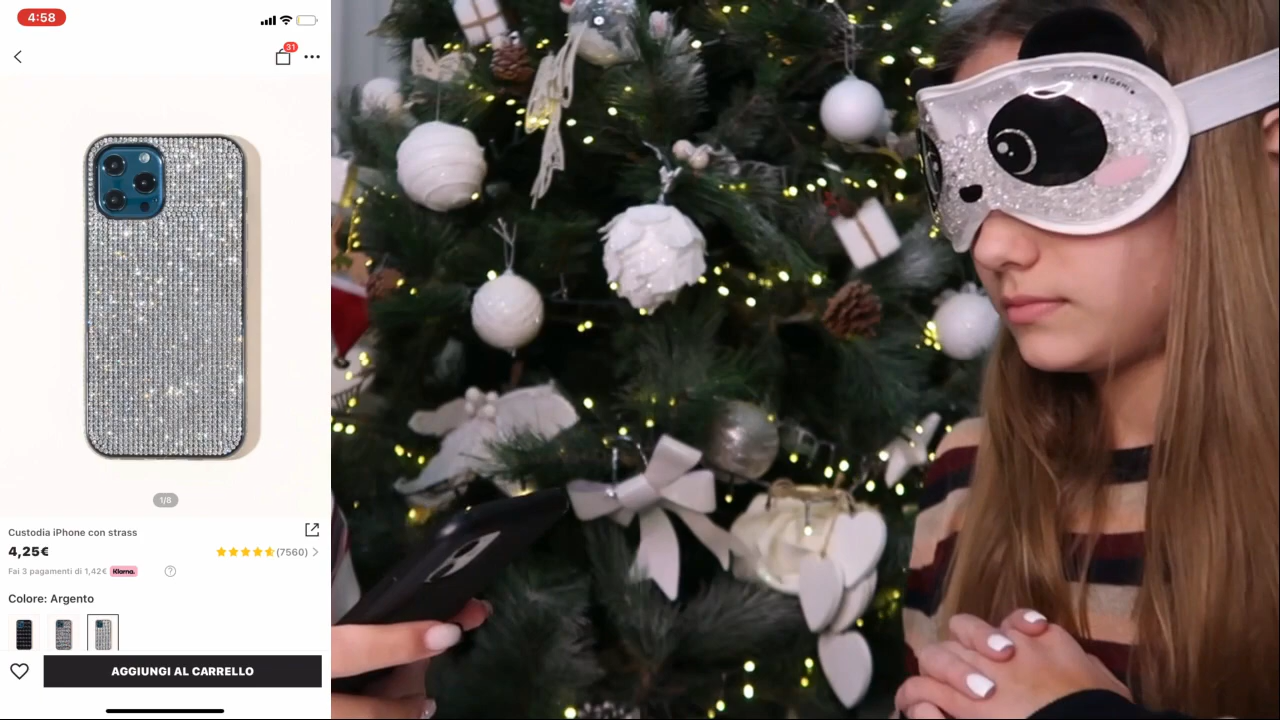 4:58
31
1/8
Custodia iPhone con strass
4,25€
(7560)
Fai 3 pagamenti di 1,42€ Klarna. ?
Colore: Argento
AGGIUNGI AL CARRELLO
LEGAMI